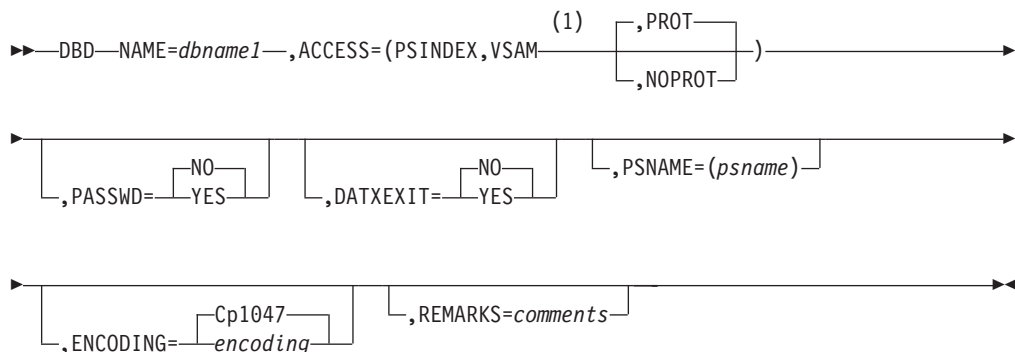 (1) ,PROT
DBD NAME=dbname1 ,ACCESS=(PSINDEX,VSAM )
,NOPROT
NO NO ,PSNAME=(psname)
,PASSWD= YES ,DATXEXIT= YES
Cp1047 ,REMARKS=comments
,ENCODING= encoding